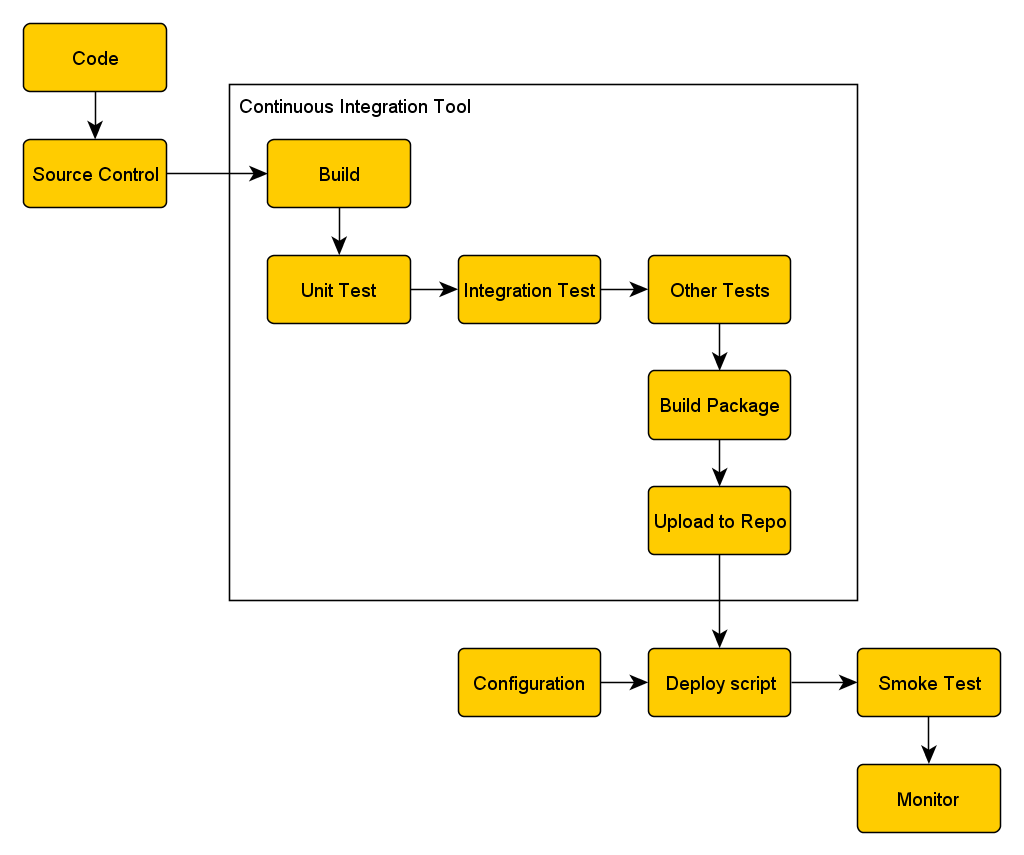 Code
Continuous Integration Tool
Source Control
Build
Unit Test
Integration Test
Other Tests
Build Package
Upload to Repo
Configuration
Deploy script
Smoke Test
Monitor